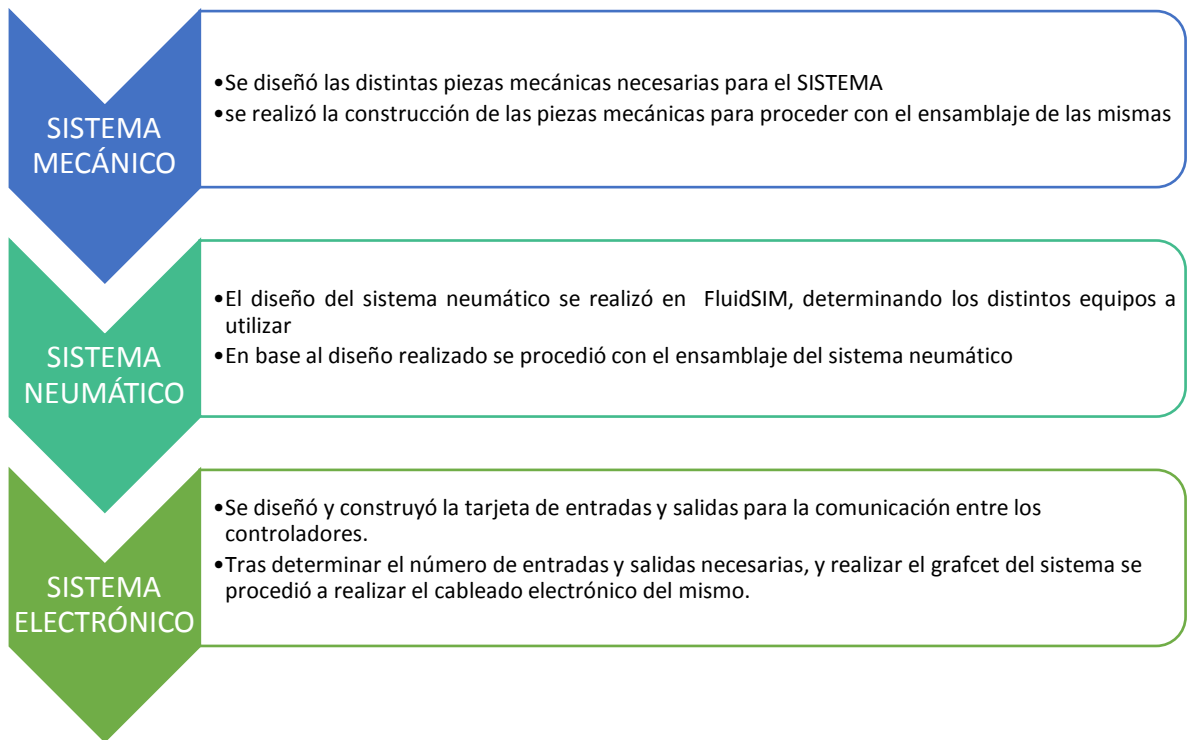 SISTEMA
MECÁNICO
•Se diseñó las distintas piezas mecánicas necesarias para el SISTEMA
•se realizó la construcción de las piezas mecánicas para proceder con el ensamblaje de las mismas
SISTEMA
NEUMÁTICO
•El diseño del sistema neumático se realizó en FluidSIM, determinando los distintos equipos a
utilizar
•En base al diseño realizado se procedió con el ensamblaje del sistema neumático
SISTEMA
ELECTRÓNICO
•Se diseñó y construyó la tarjeta de entradas y salidas para la comunicación entre los
controladores.
•Tras determinar el número de entradas y salidas necesarias, y realizar el grafcet del sistema se
procedió a realizar el cableado electrónico del mismo.